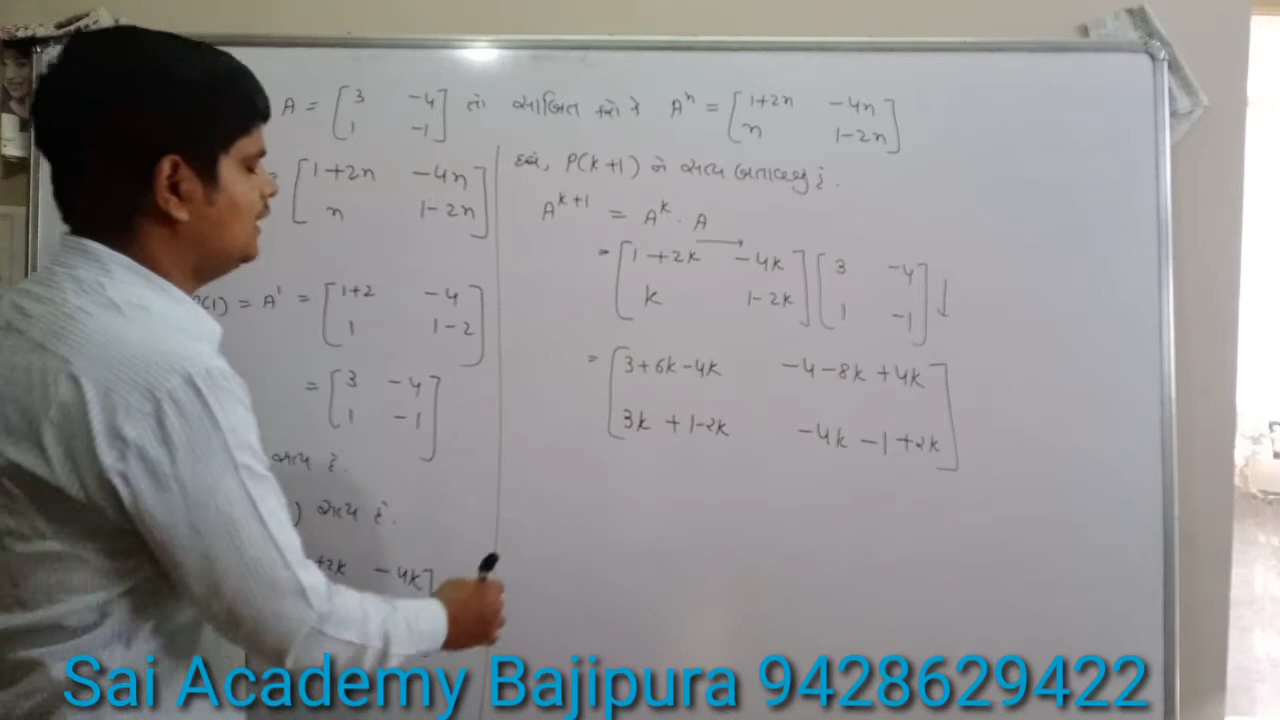 A = [3 -4
1 -1] તો સાબિત કરો કે Aⁿ = [1+2n -4n
n 1-2n]
= [1+2n -4n
n 1-2n]
P(1) = A¹ = [1+2 -4
1 1-2]
= [3 -4
1 -1]
સત્ય છે.
) સત્ય છે.
+2k -4k]
હવે, P(k+1) ને સત્ય બતાવવું છે.
A^{k+1} = A^k · A
= [1+2k -4k
k 1-2k] [3 -4
1 -1] ↓
= [3+6k-4k -4-8k+4k
3k+1-2k -4k-1+2k]
Sai Academy Bajipura 9428629422